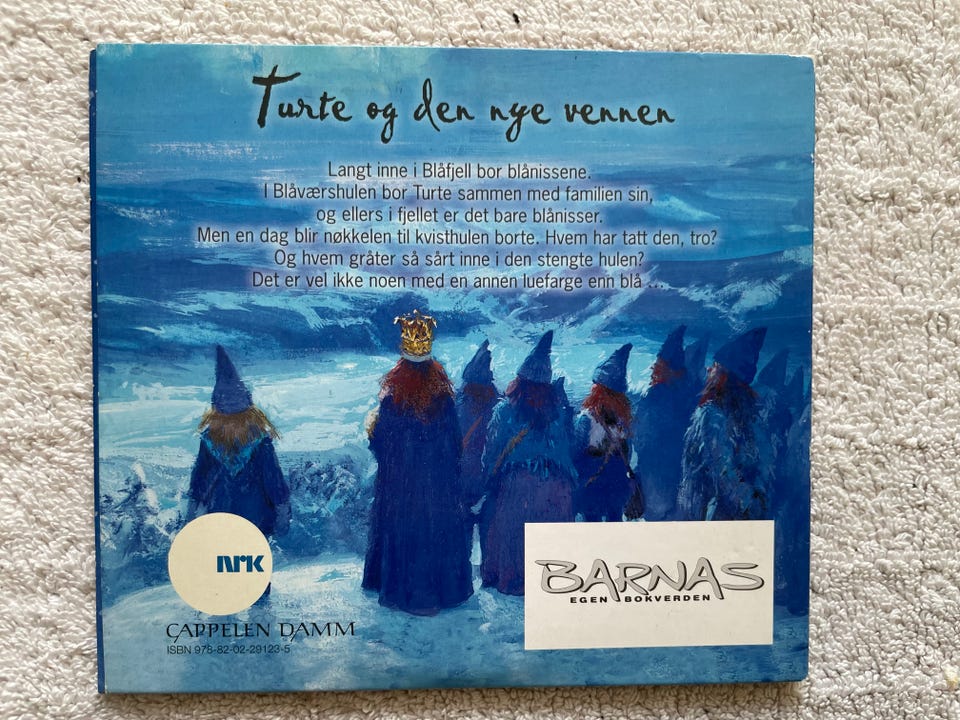 Turte og den nye vennen
Langt inne i Blåfjell bor blånissene.
I Blåværshulen bor Turte sammen med familien sin,
og ellers i fjellet er det bare blånisser.
Men en dag blir nøkkelen til kvisthulen borte. Hvem har tatt den, tro?
Og hvem gråter så sårt inne i den stengte hulen?
Det er vel ikke noen med en annen luefarge enn blå ...
NRK
CAPPELEN DAMM
ISBN 978-82-02-29123-5
BARNAS
EGEN BOKVERDEN